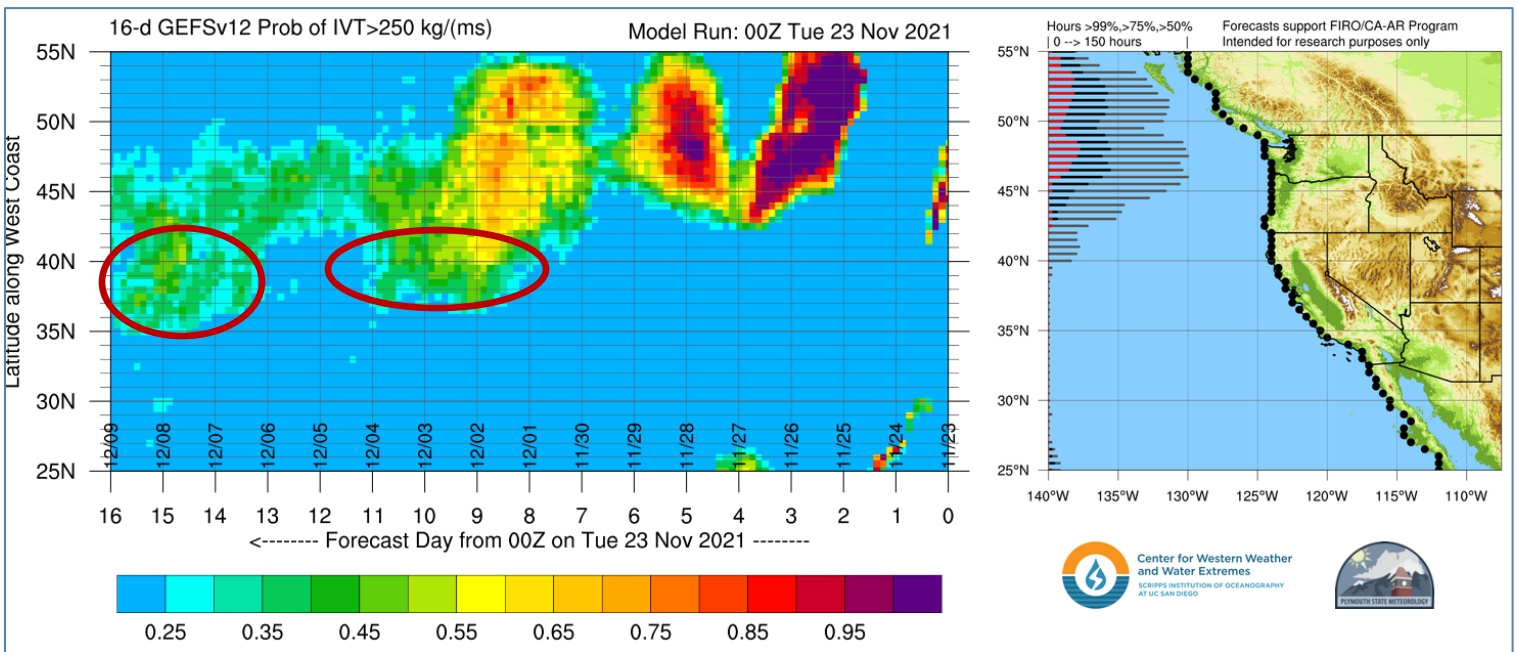 16-d GEFSv12 Prob of IVT>250 kg/(ms)
Model Run: 00Z Tue 23 Nov 2021
Latitude along West Coast
55N
50N
45N
40N
35N
30N
25N
12/09 12/08 12/07 12/06 12/05 12/04 12/03 12/02 12/01 11/30 11/29 11/28 11/27 11/26 11/25 11/24 11/23
16 15 14 13 12 11 10 9 8 7 6 5 4 3 2 1 0
<-------- Forecast Day from 00Z on Tue 23 Nov 2021 --------
0.25 0.35 0.45 0.55 0.65 0.75 0.85 0.95
Hours >99%,>75%,>50%
| 0 --> 150 hours |
Forecasts support FIRO/CA-AR Program
Intended for research purposes only
55°N
50°N
45°N
40°N
35°N
30°N
25°N
140°W 135°W 130°W 125°W 120°W 115°W 110°W
Center for Western Weather
and Water Extremes
SCRIPPS INSTITUTION OF OCEANOGRAPHY
AT UC SAN DIEGO
PLYMOUTH STATE METEOROLOGY